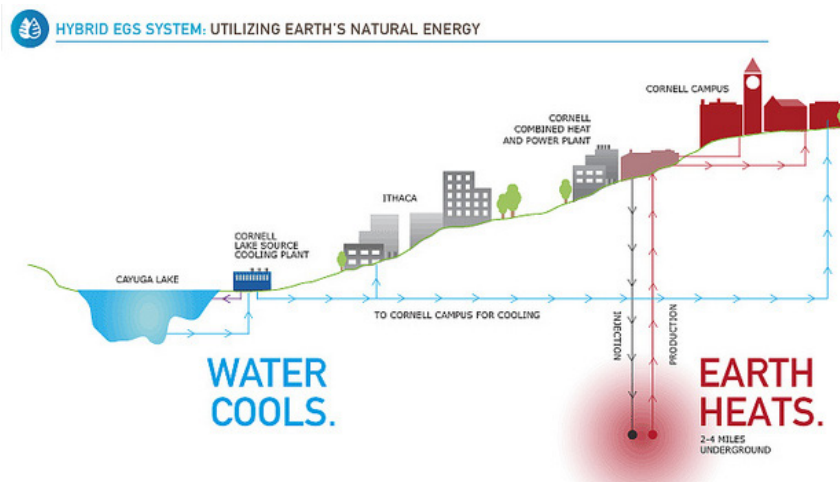 HYBRID EGS SYSTEM: UTILIZING EARTH'S NATURAL ENERGY
CORNELL CAMPUS
CORNELL
COMBINED HEAT
AND POWER PLANT
ITHACA
CORNELL
LAKE SOURCE
COOLING PLANT
CAYUGA LAKE
TO CORNELL CAMPUS FOR COOLING
INJECTION
PRODUCTION
WATER
COOLS.
EARTH
HEATS.
2-4 MILES
UNDERGROUND